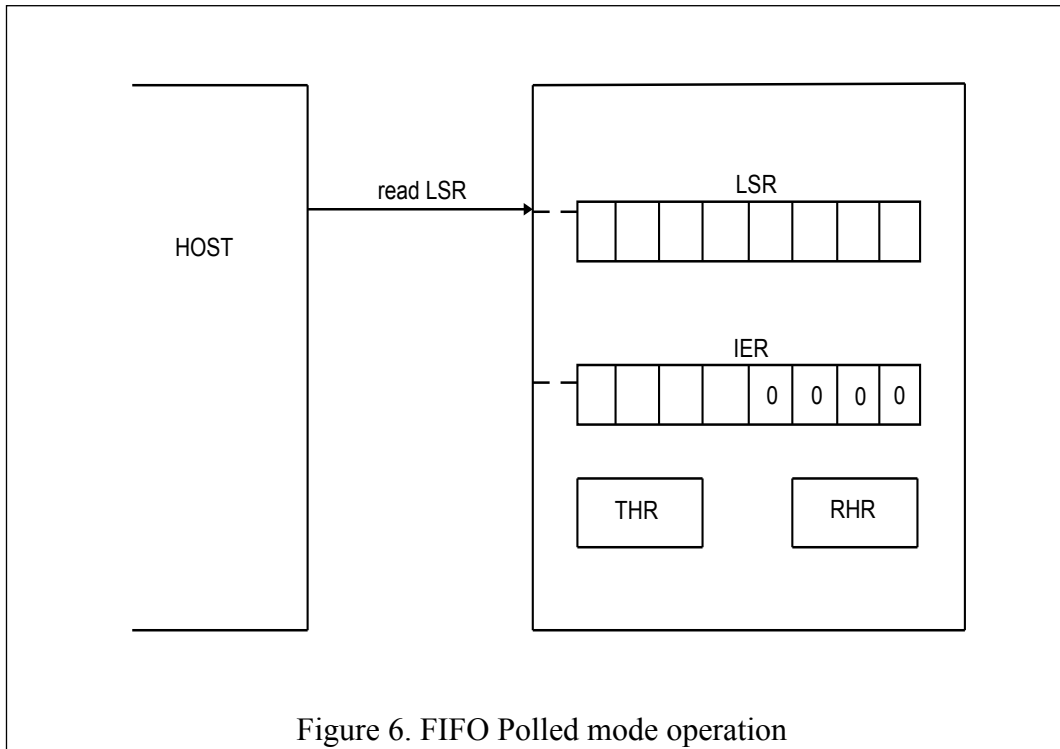 read LSR
LSR
HOST
IER
0 0 0 0
THR RHR
Figure 6. FIFO Polled mode operation